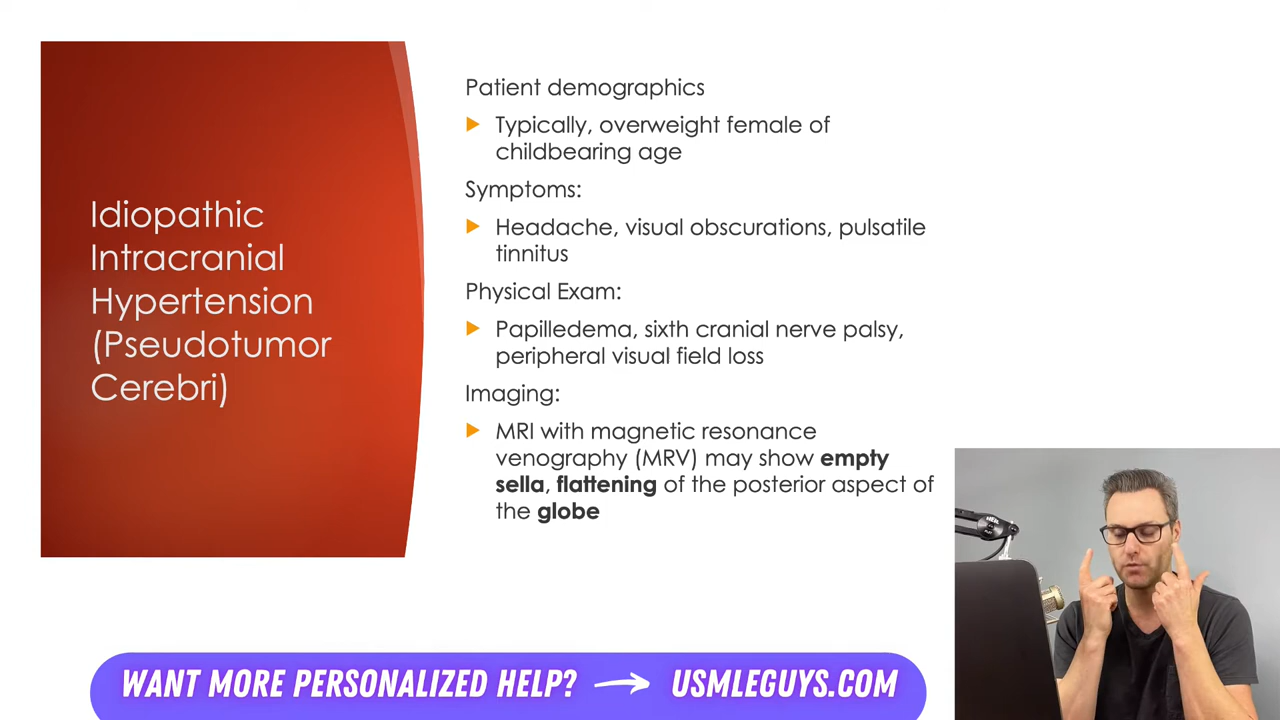 Idiopathic
Intracranial
Hypertension
(Pseudotumor
Cerebri)
Patient demographics
Typically, overweight female of
childbearing age
Symptoms:
Headache, visual obscurations, pulsatile
tinnitus
Physical Exam:
Papilledema, sixth cranial nerve palsy,
peripheral visual field loss
Imaging:
MRI with magnetic resonance
venography (MRV) may show empty
sella, flattening of the posterior aspect of
the globe
WANT MORE PERSONALIZED HELP? → USMLEGUYS.COM